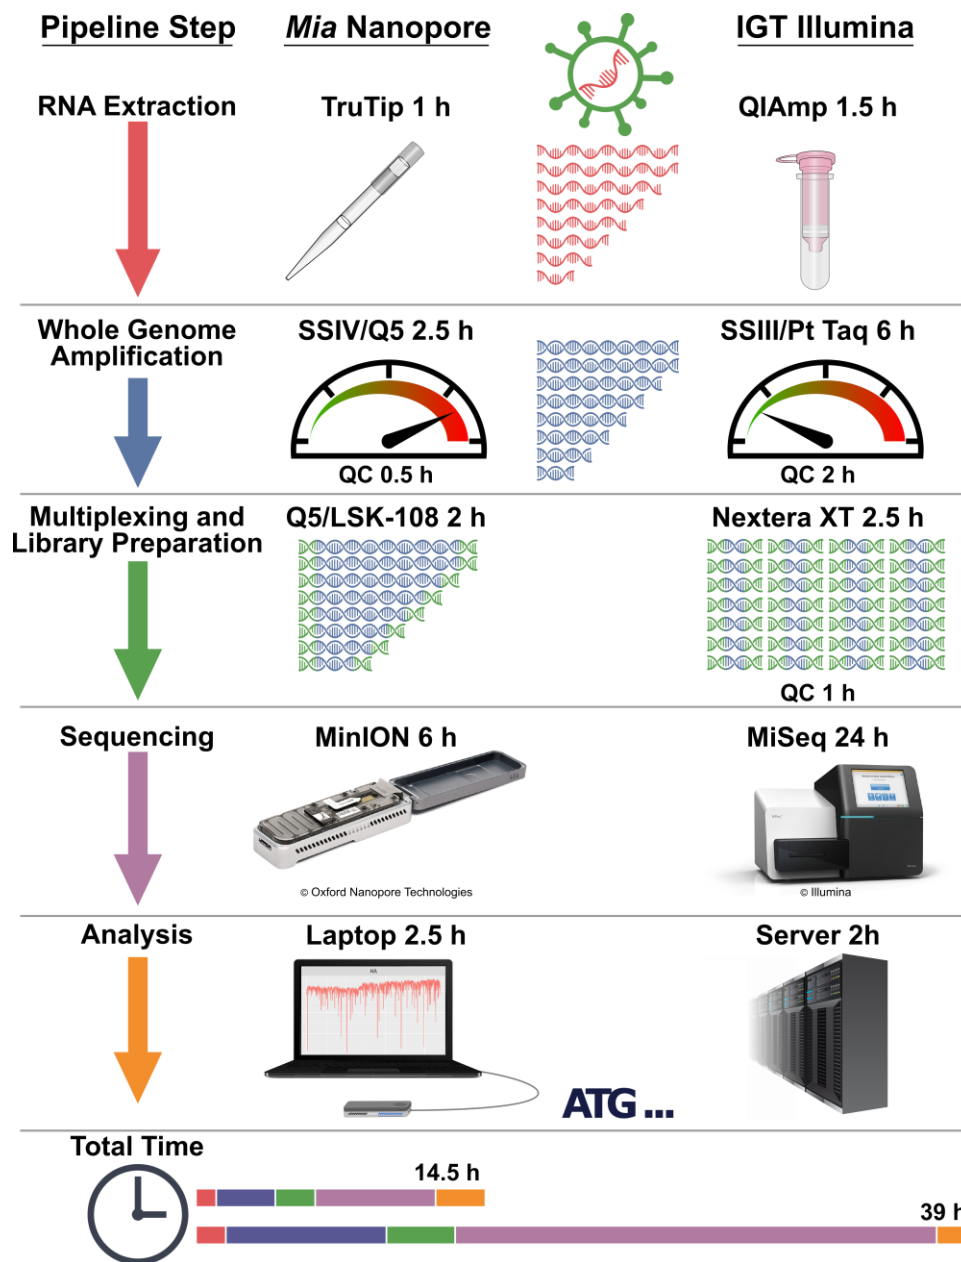 Pipeline Step
Mia Nanopore
IGT Illumina
RNA Extraction
TruTip 1 h
QIAmp 1.5 h
Whole Genome
Amplification
SSIV/Q5 2.5 h
SSIII/Pt Taq 6 h
QC 0.5 h
QC 2 h
Multiplexing and
Library Preparation
Q5/LSK-108 2 h
Nextera XT 2.5 h
QC 1 h
Sequencing
MinION 6 h
MiSeq 24 h
© Oxford Nanopore Technologies
© Illumina
Analysis
Laptop 2.5 h
Server 2h
HA
ATG ...
Total Time
14.5 h
39 h